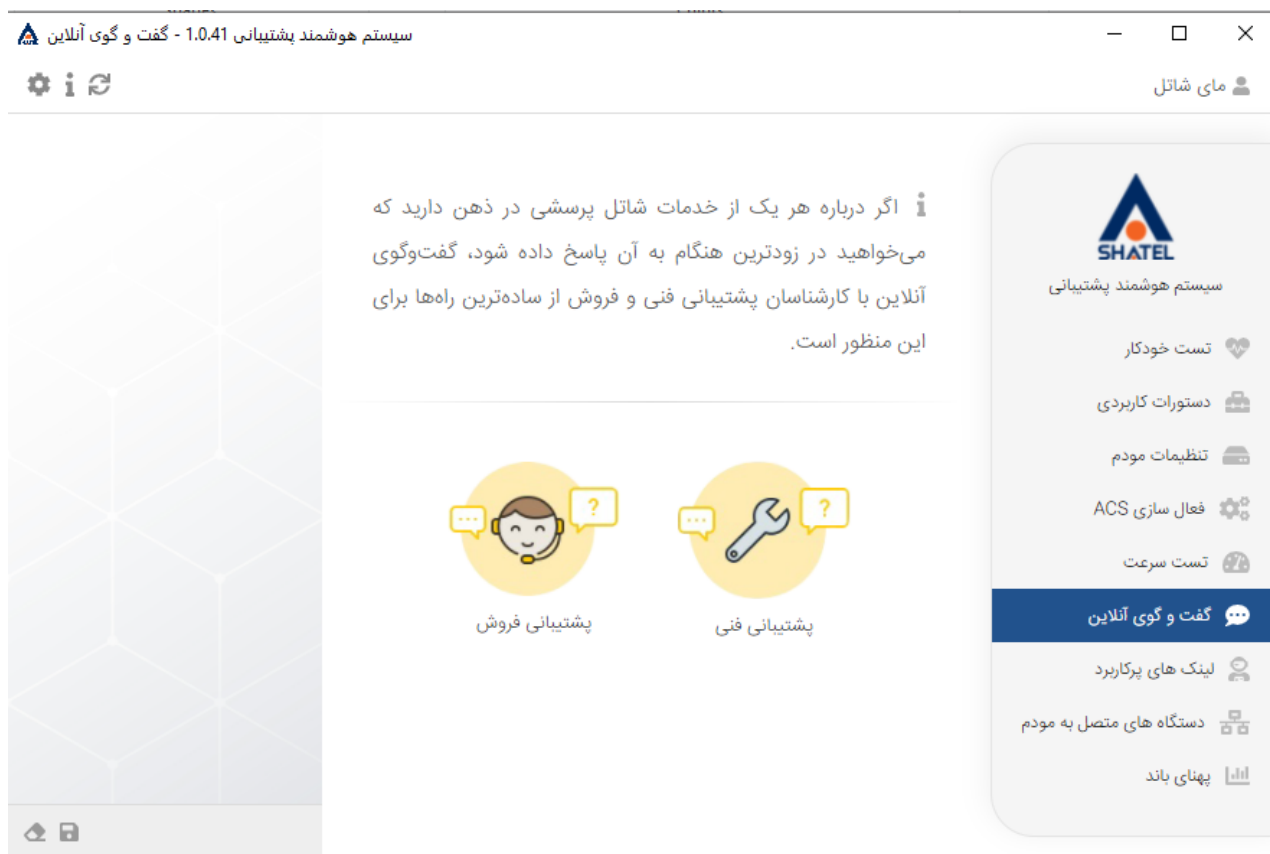 سیستم هوشمند پشتیبانی 1.0.41 - گفت و گوی آنلاین
مای شاتل
SHATEL
سیستم هوشمند پشتیبانی
تست خودکار
دستورات کاربردی
تنظیمات مودم
فعال سازی ACS
تست سرعت
گفت و گوی آنلاین
لینک های پرکاربرد
دستگاه های متصل به مودم
پهنای باند
اگر درباره هر یک از خدمات شاتل پرسشی در ذهن دارید که
می‌خواهید در زودترین هنگام به آن پاسخ داده شود، گفت‌وگوی
آنلاین با کارشناسان پشتیبانی فنی و فروش از ساده‌ترین راه‌ها برای
این منظور است.
پشتیبانی فنی
پشتیبانی فروش